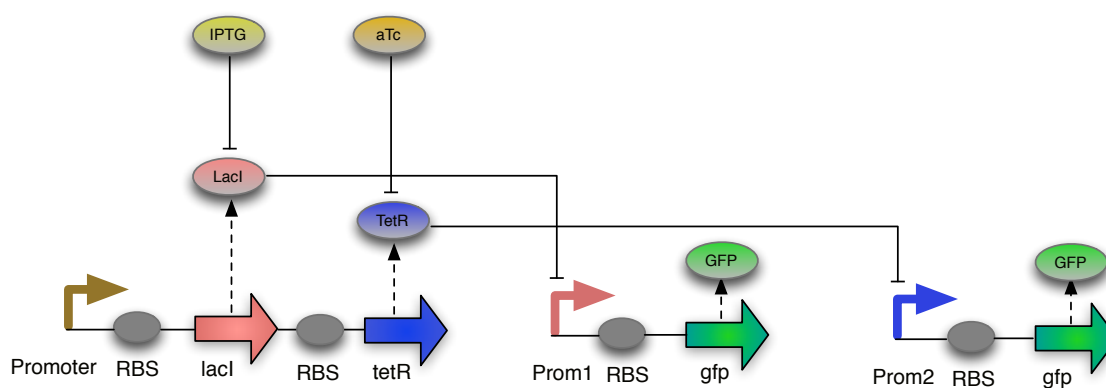 IPTG
aTc
LacI
TetR
GFP
GFP
Promoter
RBS
lacI
RBS
tetR
Prom1
RBS
gfp
Prom2
RBS
gfp